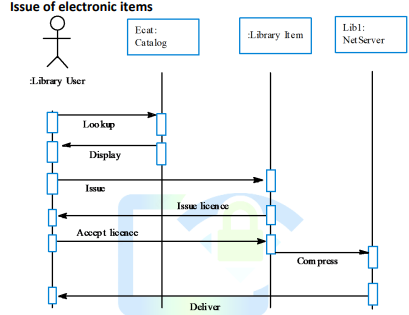 Issue of electronic items
Ecat:
Catalog
:Library Item
Lib1:
NetServer
:Library User
Lookup
Display
Issue
Issue licence
Accept licence
Compress
Deliver